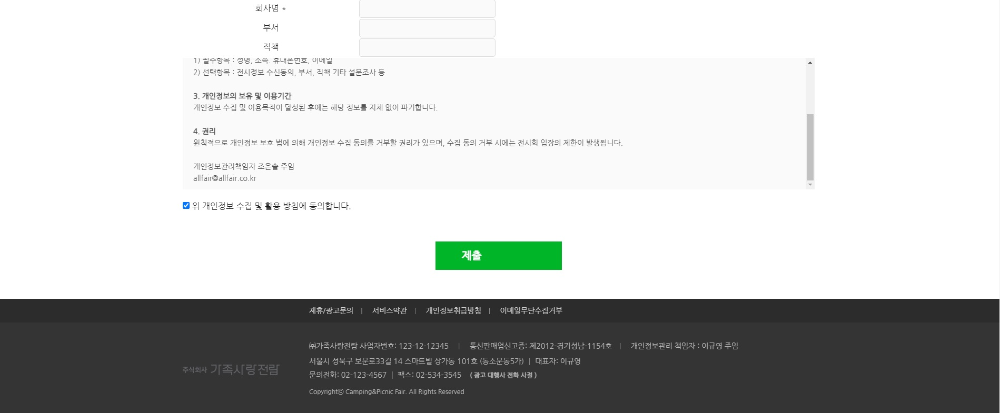 회사명 *
부서
직책
1) 필수항목 : 성명, 소속. 휴대폰번호, 이메일
2) 선택항목 : 전시정보 수신동의, 부서, 직책 기타 설문조사 등
3. 개인정보의 보유 및 이용기간
개인정보 수집 및 이용목적이 달성된 후에는 해당 정보를 지체 없이 파기합니다.
4. 권리
원칙적으로 개인정보 보호 법에 의해 개인정보 수집 동의를 거부할 권리가 있으며, 수집 동의 거부 시에는 전시회 입장의 제한이 발생됩니다.
개인정보관리책임자 조은솔 주임
allfair@allfair.co.kr
위 개인정보 수집 및 활용 방침에 동의합니다.
제출
제휴/광고문의 | 서비스약관 | 개인정보취급방침 | 이메일무단수집거부
㈜가족사랑전람 사업자번호: 123-12-12345 | 통신판매업신고증: 제2012-경기성남-1154호 | 개인정보관리 책임자 : 이규영 주임
서울시 성북구 보문로33길 14 스마트빌 상가동 101호 (동소문동5가) | 대표자: 이규영
주식회사 가족사랑전람
문의전화: 02-123-4567 | 팩스: 02-534-3545 ( 광고 대행사 전화 사절 )
Copyrightⓒ Camping&Picnic Fair. All Rights Reserved